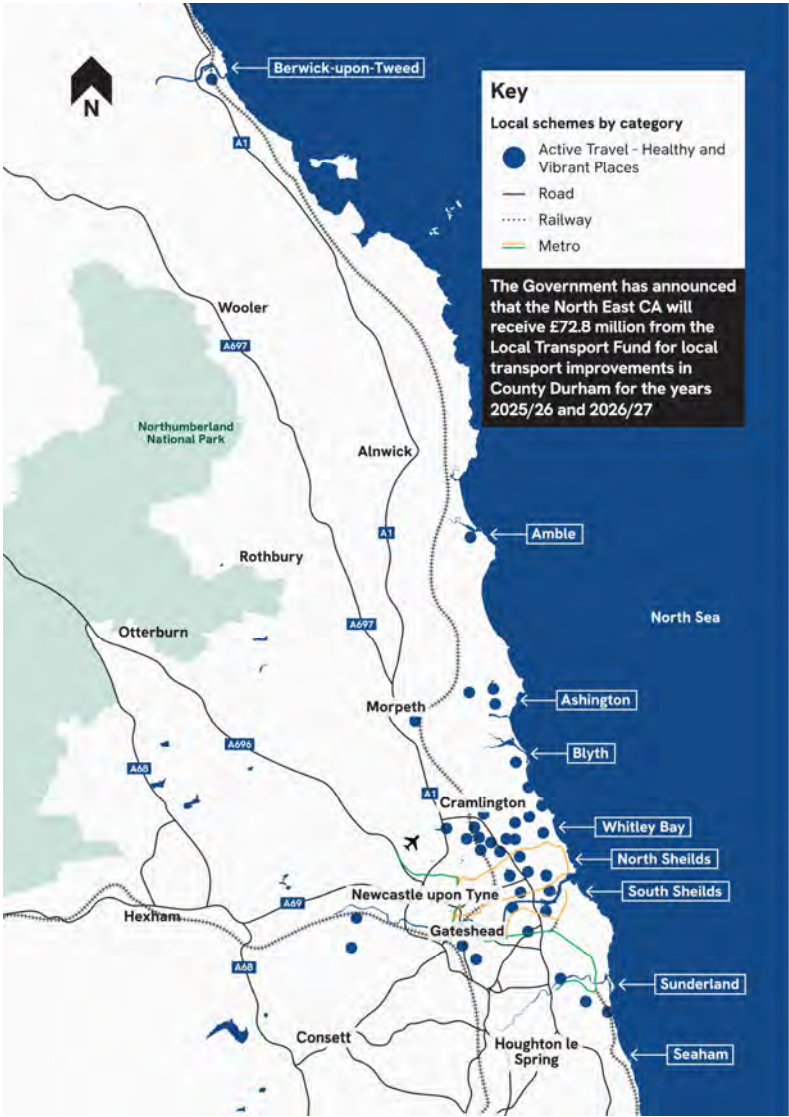 Berwick-upon-Tweed
N
A1
Key
Local schemes by category
Active Travel - Healthy and
Vibrant Places
Road
Railway
Metro
The Government has announced
that the North East CA will
receive £72.8 million from the
Local Transport Fund for local
transport improvements in
County Durham for the years
2025/26 and 2026/27
Wooler
A697
Northumberland
National Park
Alnwick
A1
Amble
Rothbury
North Sea
A697
Otterburn
Ashington
Morpeth
A696
Blyth
A68
A1
Cramlington
Whitley Bay
North Sheilds
Newcastle upon Tyne
South Sheilds
A69
Hexham
Gateshead
A68
Sunderland
Consett
Houghton le
Spring
Seaham